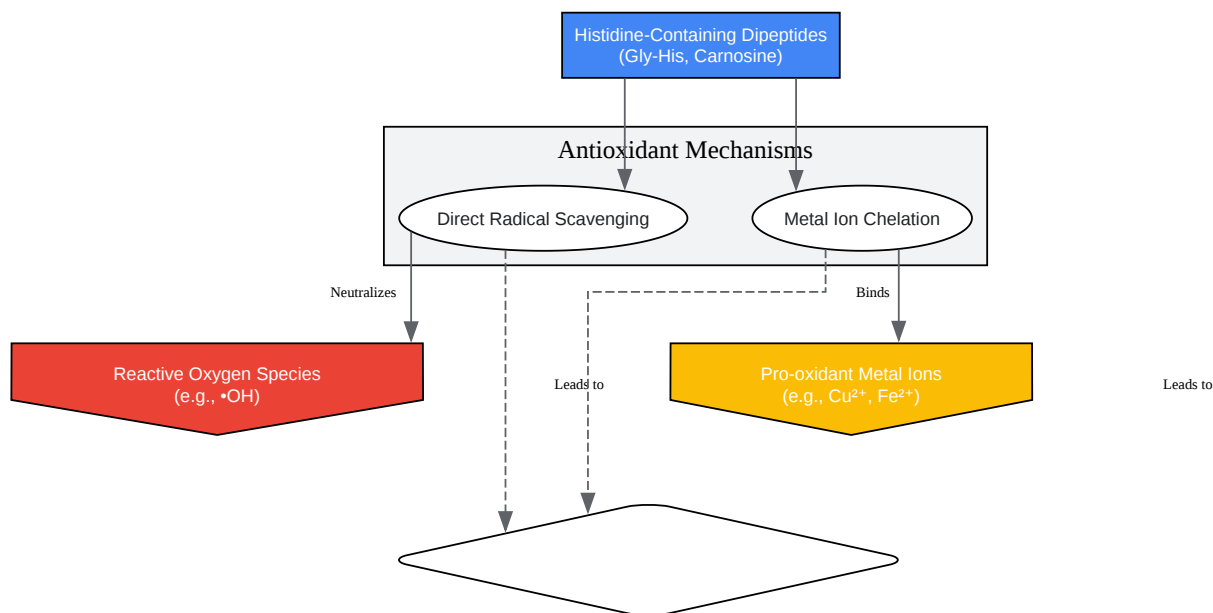 Histidine-Containing Dipeptides
(Gly-His, Carnosine)
Antioxidant Mechanisms
Direct Radical Scavenging
Metal Ion Chelation
Neutralizes
Binds
Reactive Oxygen Species
(e.g., •OH)
Leads to
Pro-oxidant Metal Ions
(e.g., Cu²⁺, Fe²⁺)
Leads to